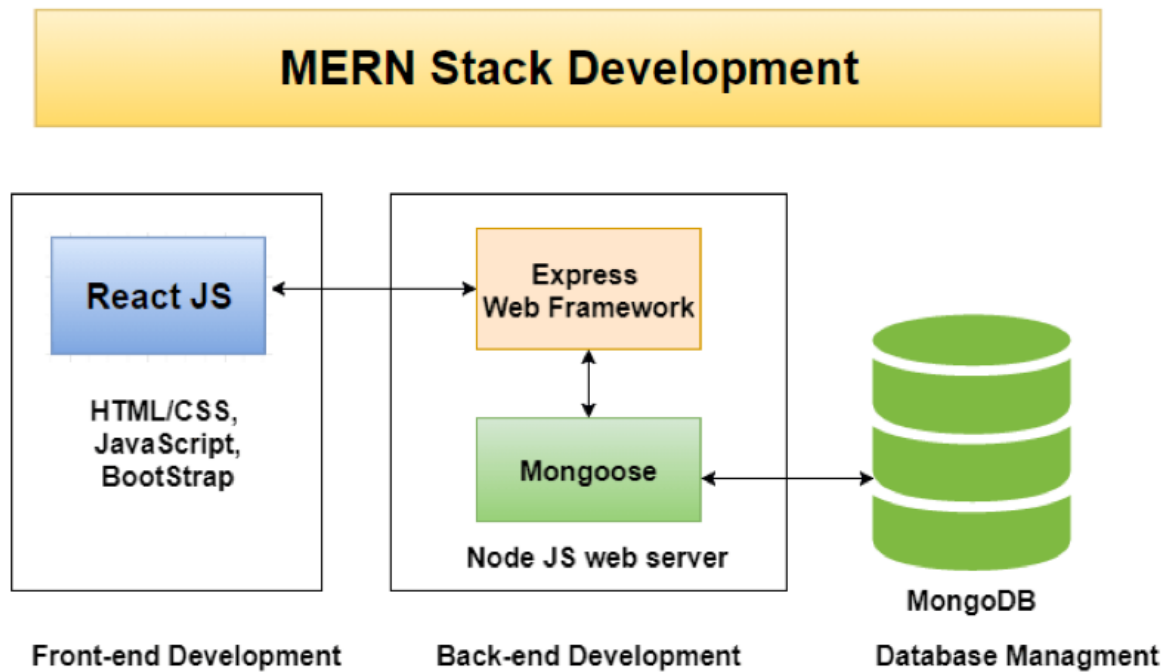 MERN Stack Development
React JS
HTML/CSS,
JavaScript,
BootStrap
Express
Web Framework
Mongoose
Node JS web server
MongoDB
Front-end Development
Back-end Development
Database Managment